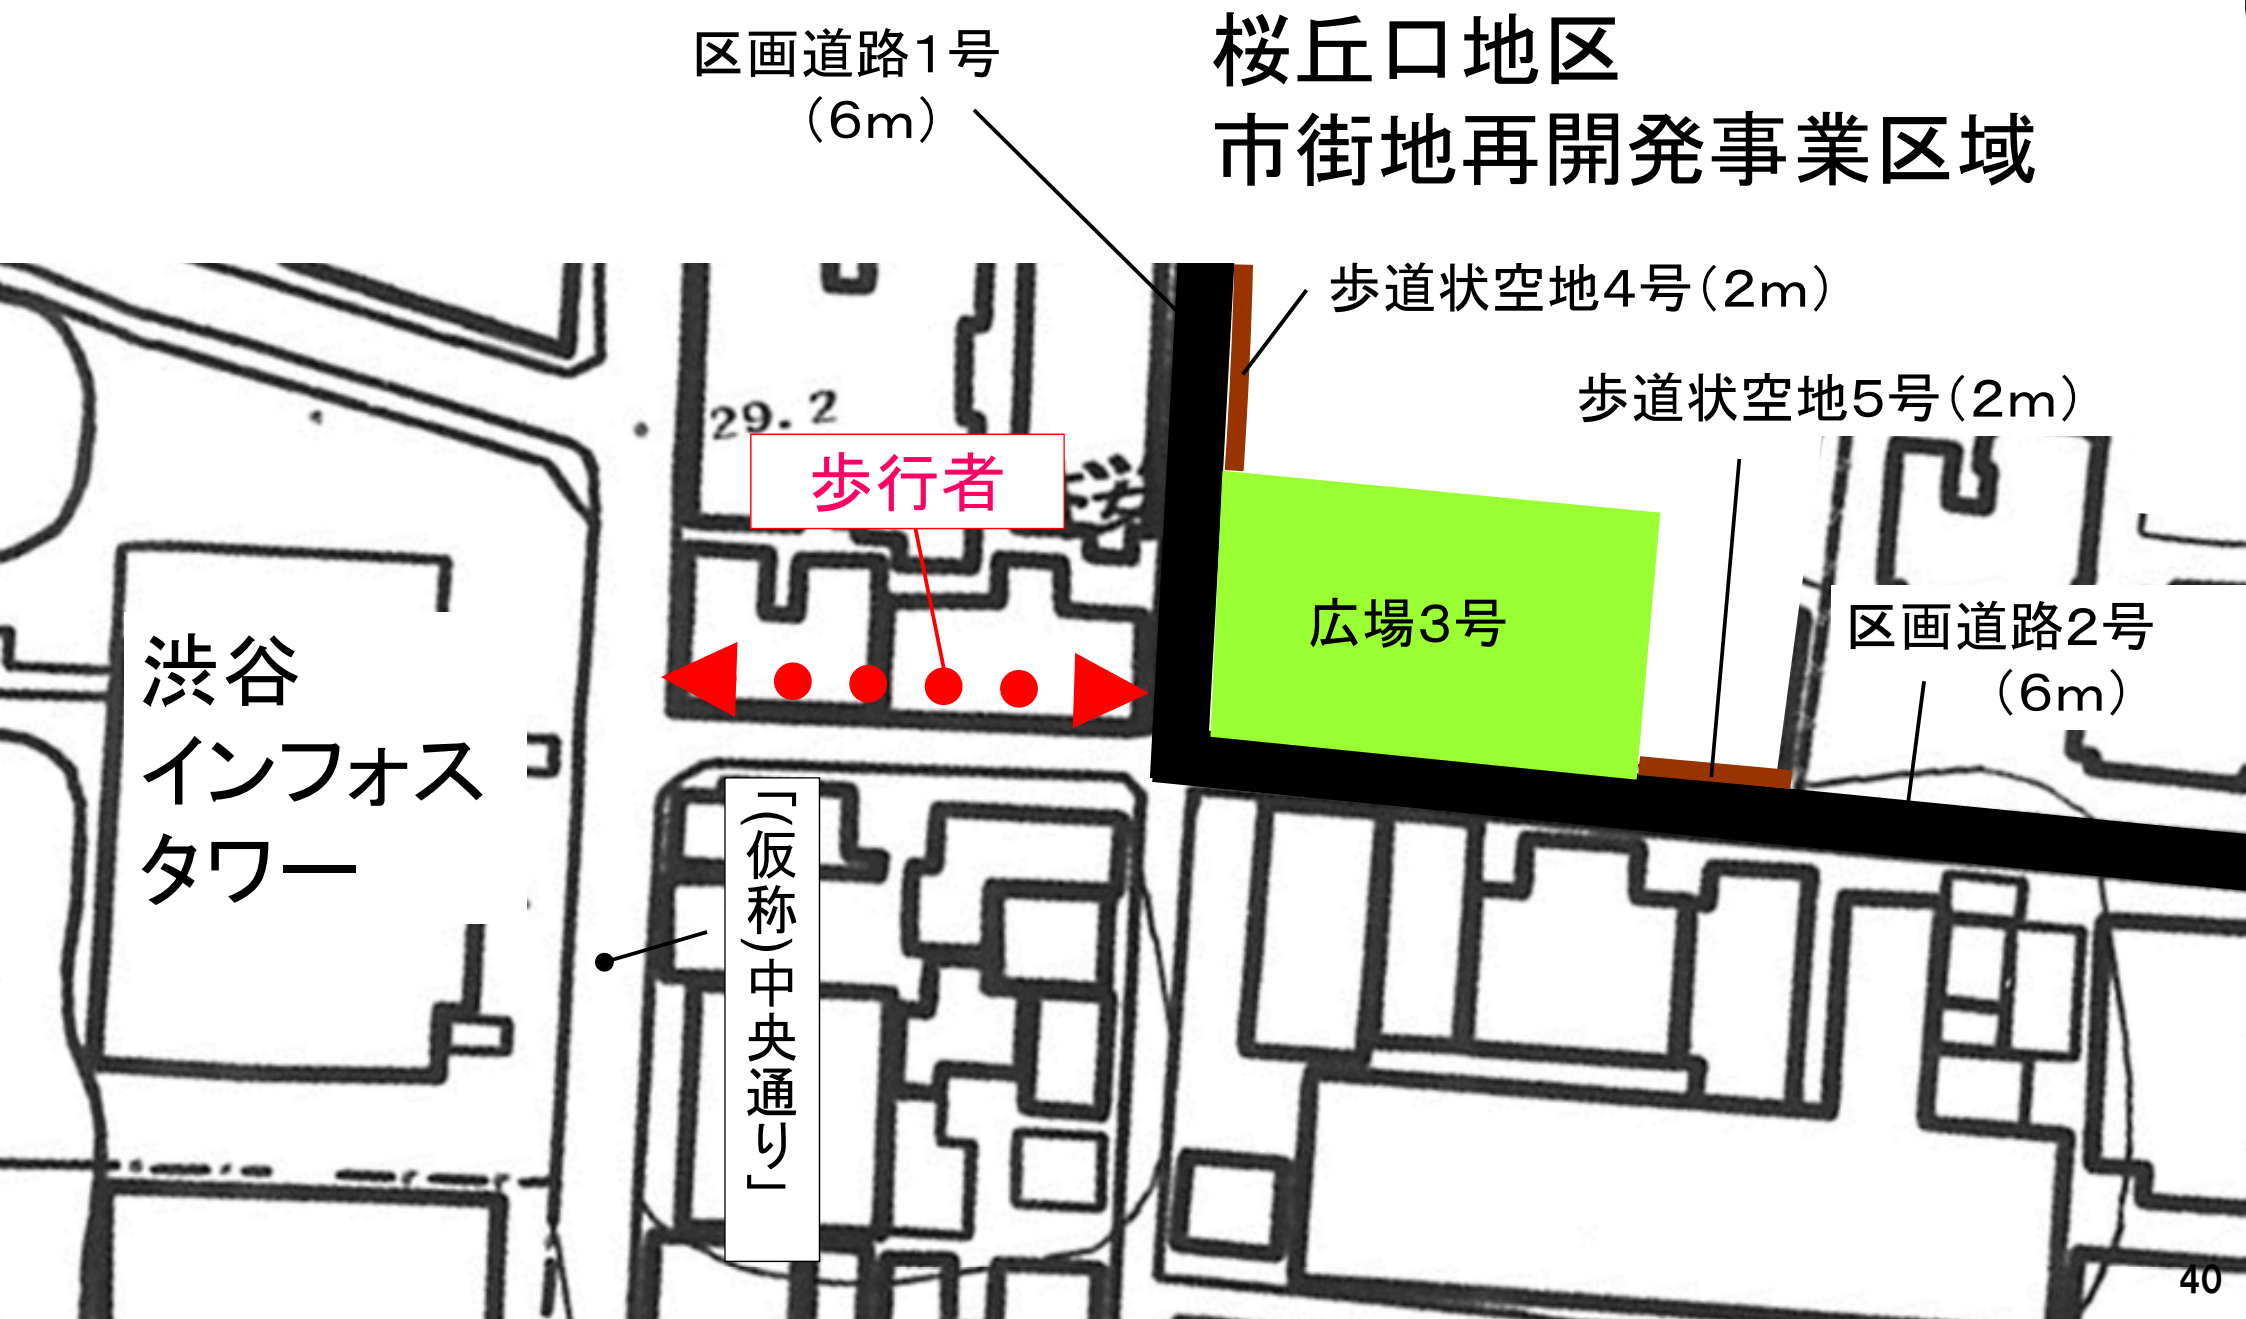 区画道路1号
（6m）
桜丘口地区
市街地再開発事業区域
歩道状空地4号（2m）
歩道状空地5号（2m）
29.2
歩行者
広場3号
区画道路2号
（6m）
渋谷
インフォス
タワー
「(仮称)中央通り」
40